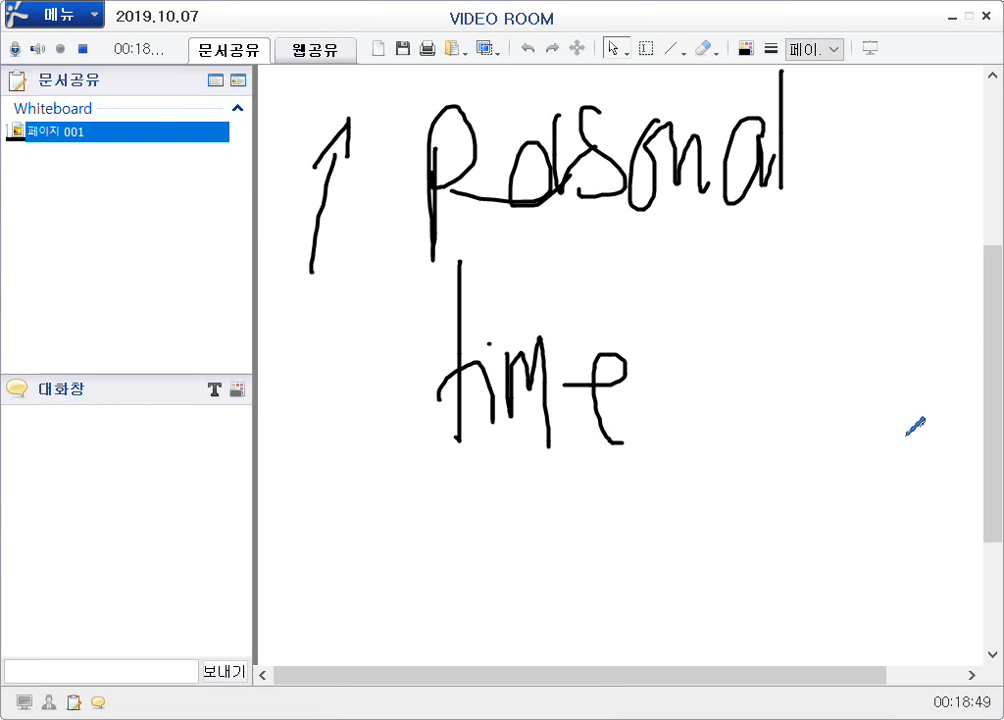 메뉴 2019.10.07 VIDEO ROOM
00:18... 문서공유 웹공유 페이.
문서공유
Whiteboard
페이지 001
↑ Personal
time
대화창 T
보내기
00:18:49